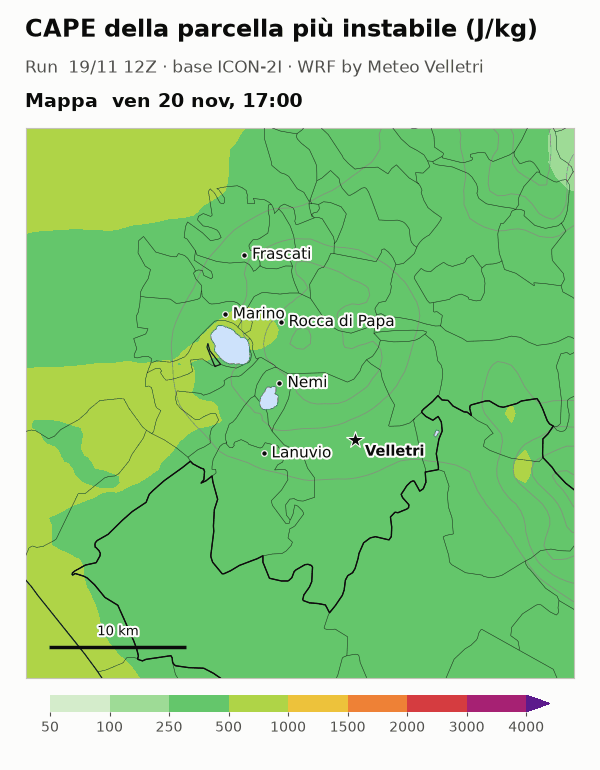 CAPE della parcella più instabile (J/kg)
Run  19/11 12Z · base ICON-2I · WRF by Meteo Velletri
Mappa  ven 20 nov, 17:00
Frascati
Marino
Rocca di Papa
Nemi
Velletri
Lanuvio
10 km
50 100 250 500 1000 1500 2000 3000 4000